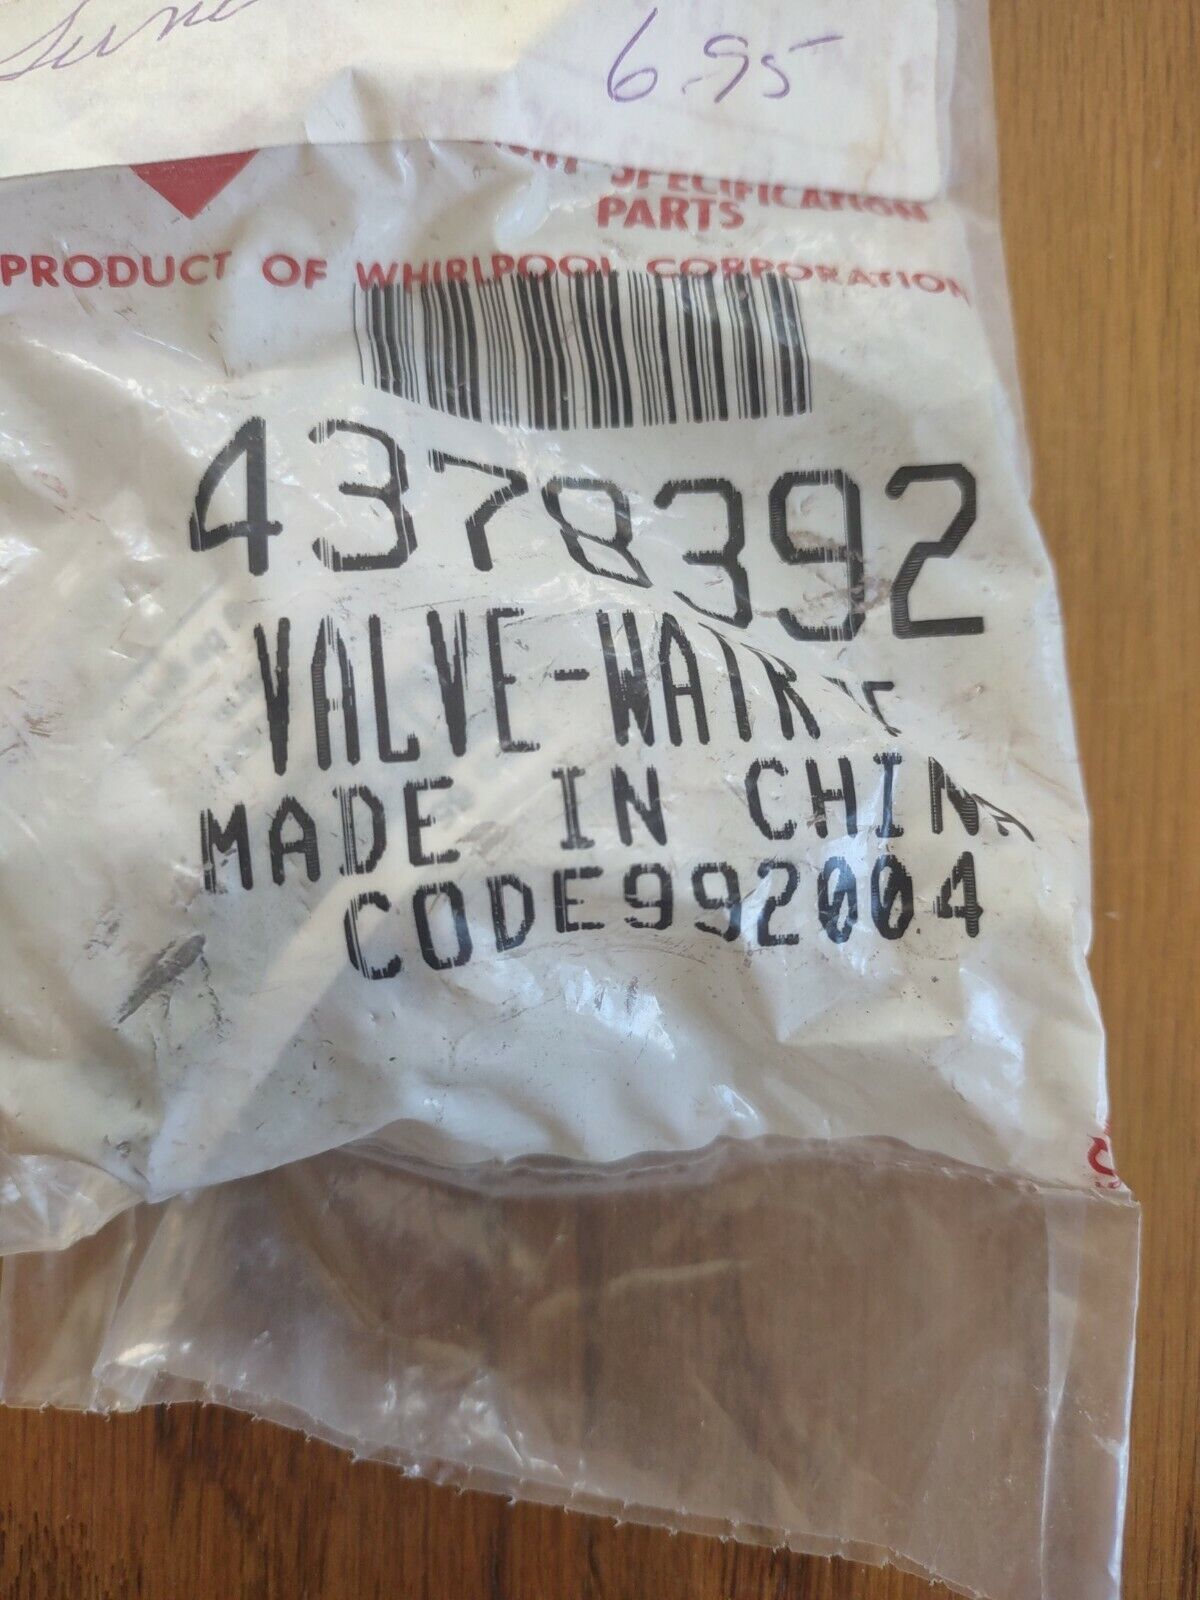 6.95
SPECIFICATION
PARTS
PRODUCT OF WHIRLPOOL CORPORATION
4378392
VALVE-WATR
MADE IN CHINA
CODE992004